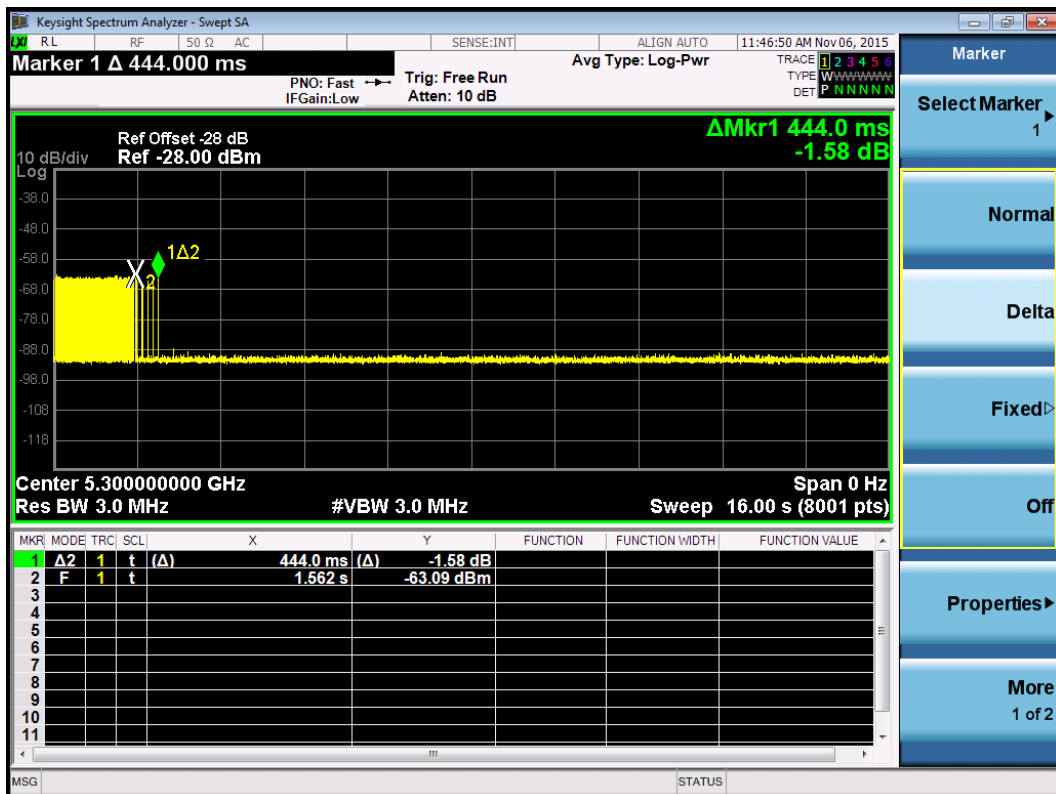 Keysight Spectrum Analyzer - Swept SA
LXI RL RF 50 Ω AC SENSE:INT ALIGN AUTO 11:46:50 AM Nov 06, 2015
Marker 1 Δ 444.000 ms
PNO: Fast
IFGain:Low
Trig: Free Run
Atten: 10 dB
Avg Type: Log-Pwr
TRACE 1 2 3 4 5 6
TYPE WWWWWW
DET P N N N N N
ΔMkr1 444.0 ms
-1.58 dB
Ref Offset -28 dB
10 dB/div Ref -28.00 dBm
Log
-38.0
-48.0
-58.0
-68.0
-78.0
-88.0
-98.0
-108
-118
1Δ2
X2
Center 5.300000000 GHz Span 0 Hz
Res BW 3.0 MHz #VBW 3.0 MHz Sweep 16.00 s (8001 pts)
MKR MODE TRC SCL X Y FUNCTION FUNCTION WIDTH FUNCTION VALUE
1 Δ2 1 t (Δ) 444.0 ms (Δ) -1.58 dB
2 F 1 t 1.562 s -63.09 dBm
3
4
5
6
7
8
9
10
11
MSG STATUS
Marker
Select Marker
1
Normal
Delta
Fixed
Off
Properties
More
1 of 2